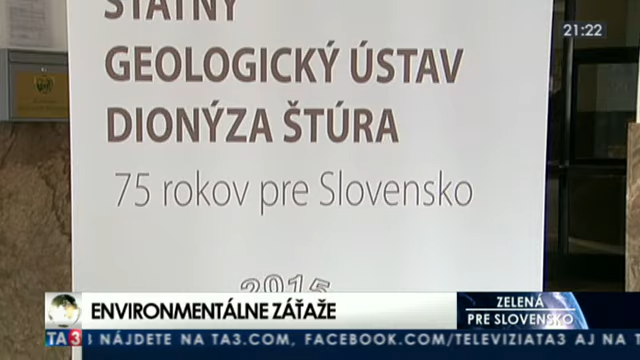 ŠTÁTNY
GEOLOGICKÝ ÚSTAV
DIONÝZA ŠTÚRA
75 rokov pre Slovensko
2015
21:22
ENVIRONMENTÁLNE ZÁŤAŽE
ZELENÁ
PRE SLOVENSKO
TA3
B NÁJDETE NA TA3.COM, FACEBOOK.COM/TELEVIZIATA3 AJ NA